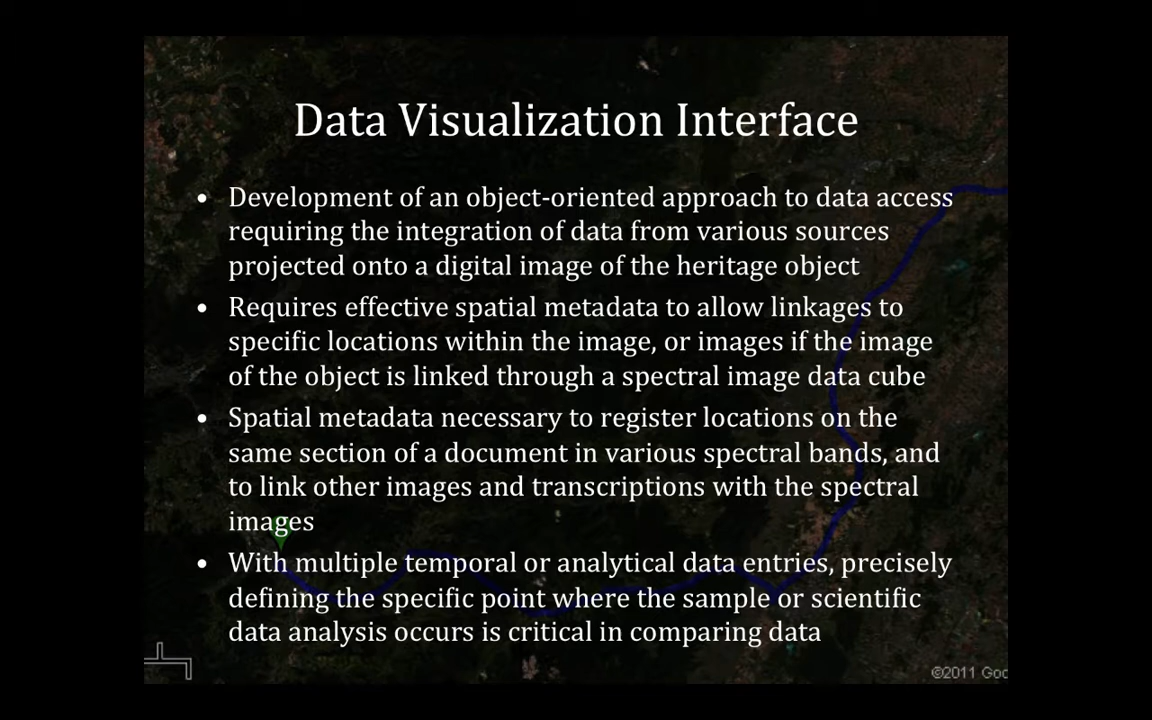 Data Visualization Interface
• Development of an object-oriented approach to data access
requiring the integration of data from various sources
projected onto a digital image of the heritage object
• Requires effective spatial metadata to allow linkages to
specific locations within the image, or images if the image
of the object is linked through a spectral image data cube
• Spatial metadata necessary to register locations on the
same section of a document in various spectral bands, and
to link other images and transcriptions with the spectral
images
• With multiple temporal or analytical data entries, precisely
defining the specific point where the sample or scientific
data analysis occurs is critical in comparing data
©2011 Goo